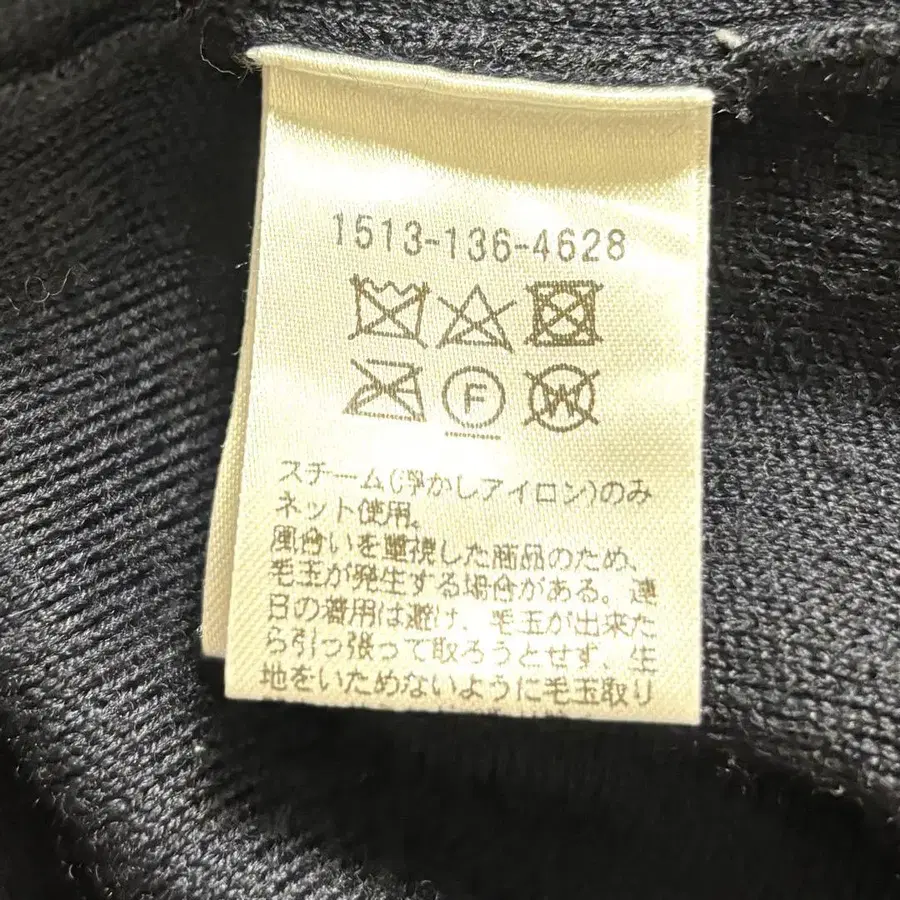 1513-136-4628
F
W
スチーム(浮かしアイロン)のみ
ネット使用。
風合いを重視した商品のため、
毛玉が発生する場合がある。連
日の着用は避け、毛玉が出来た
ら引っ張って取ろうとせず、生
地をいためないように毛玉取り